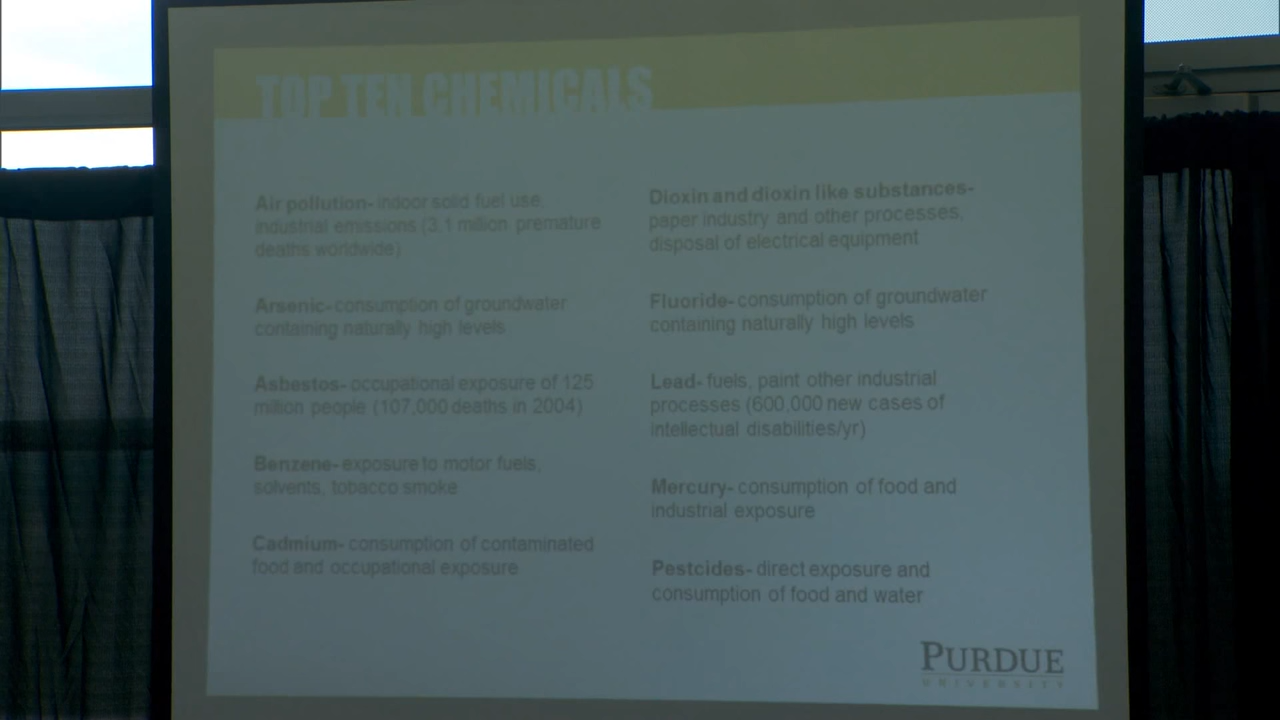 TOP TEN CHEMICALS
Air pollution- indoor solid fuel use
industrial emissions (3.1 million premature
deaths worldwide)
Arsenic- consumption of groundwater
containing naturally high levels
Asbestos- occupational exposure of 125
million people (107,000 deaths in 2004)
Benzene- exposure to motor fuels,
solvents, tobacco smoke
Cadmium- consumption of contaminated
food and occupational exposure
Dioxin and dioxin like substances-
paper industry and other processes,
disposal of electrical equipment
Fluoride- consumption of groundwater
containing naturally high levels
Lead- fuels, paint other industrial
processes (600,000 new cases of
intellectual disabilities/yr)
Mercury- consumption of food and
industrial exposure
Pestcides- direct exposure and
consumption of food and water
PURDUE
UNIVERSITY